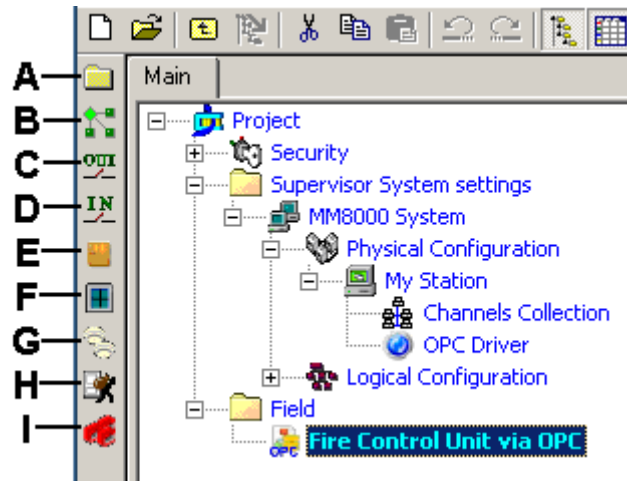 A
B
C
D
E
F
G
H
I
OUT
IN
Main
Project
Security
Supervisor System settings
MM8000 System
Physical Configuration
My Station
Channels Collection
OPC Driver
Logical Configuration
Field
OPC Fire Control Unit via OPC